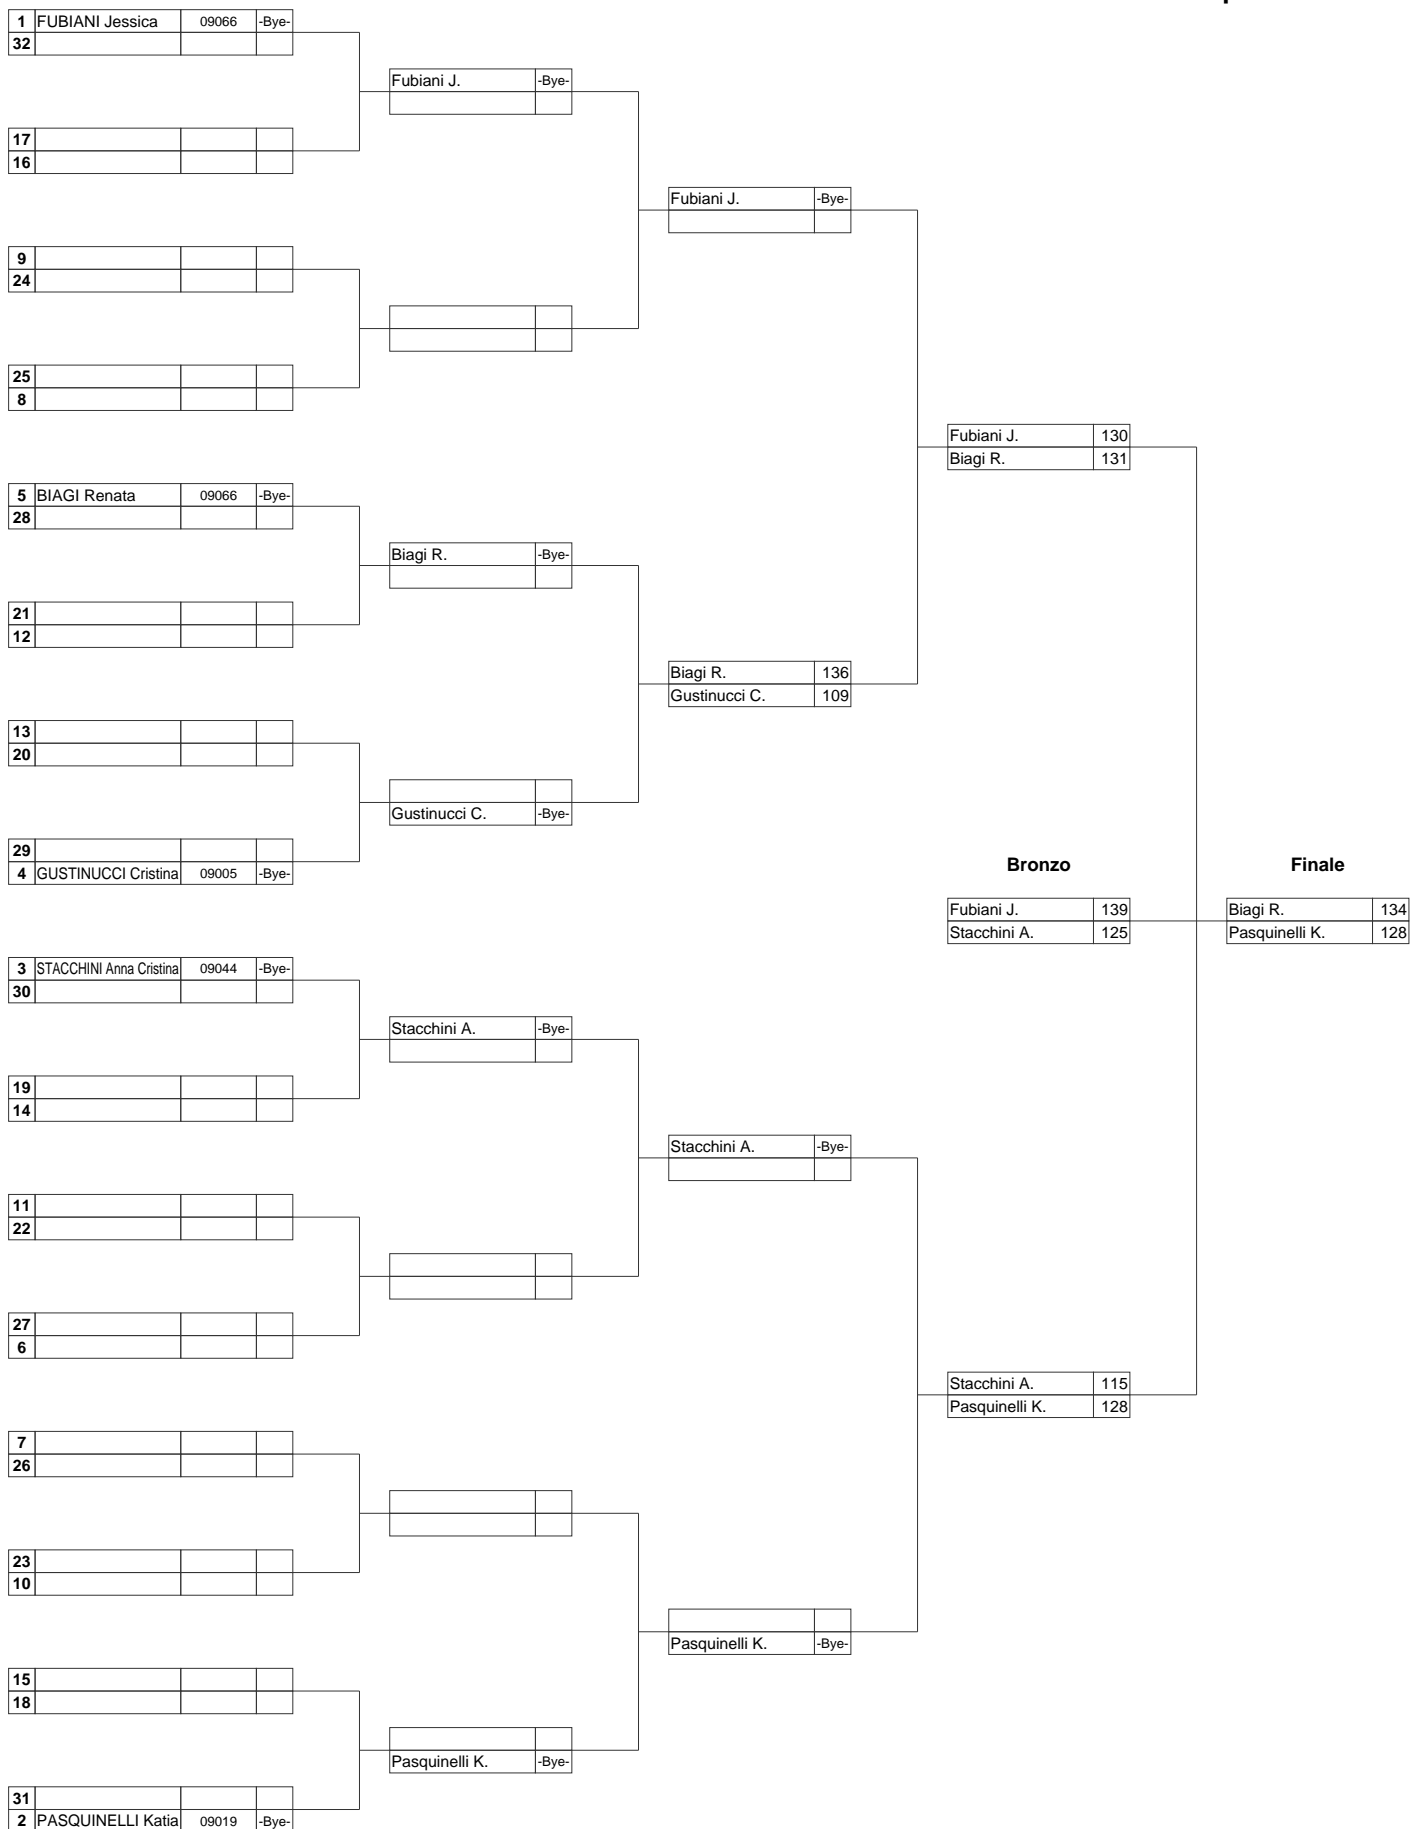 1 FUBIANI Jessica 09066 -Bye-
32
Fubiani J. -Bye-
17
16
Fubiani J. -Bye-
9
24
25
8
Fubiani J. 130
Biagi R. 131
5 BIAGI Renata 09066 -Bye-
28
Biagi R. -Bye-
21
12
Biagi R. 136
Gustinucci C. 109
13
20
Gustinucci C. -Bye-
29
4 GUSTINUCCI Cristina 09005 -Bye-
Bronzo
Finale
Fubiani J. 139
Stacchini A. 125
Biagi R. 134
Pasquinelli K. 128
3 STACCHINI Anna Cristina 09044 -Bye-
30
Stacchini A. -Bye-
19
14
Stacchini A. -Bye-
11
22
27
6
Stacchini A. 115
Pasquinelli K. 128
7
26
23
10
Pasquinelli K. -Bye-
15
18
Pasquinelli K. -Bye-
31
2 PASQUINELLI Katia 09019 -Bye-